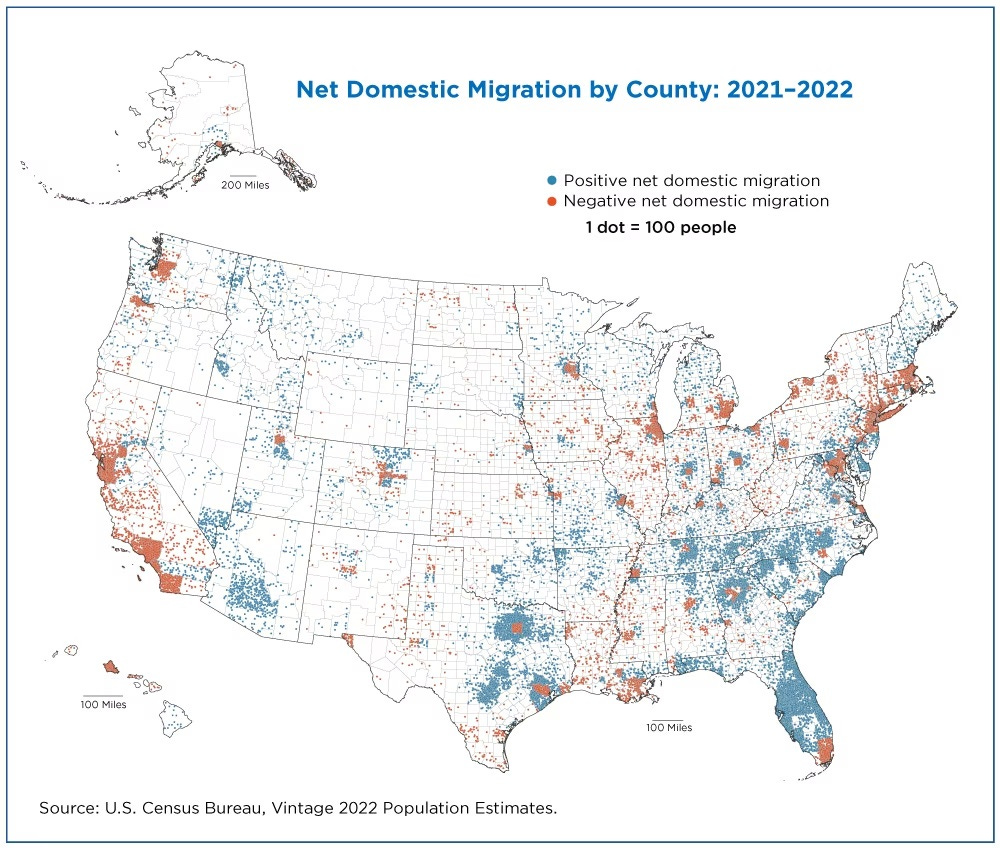 Net Domestic Migration by County: 2021–2022
200 Miles
Positive net domestic migration
Negative net domestic migration
1 dot = 100 people
100 Miles
100 Miles
Source: U.S. Census Bureau, Vintage 2022 Population Estimates.